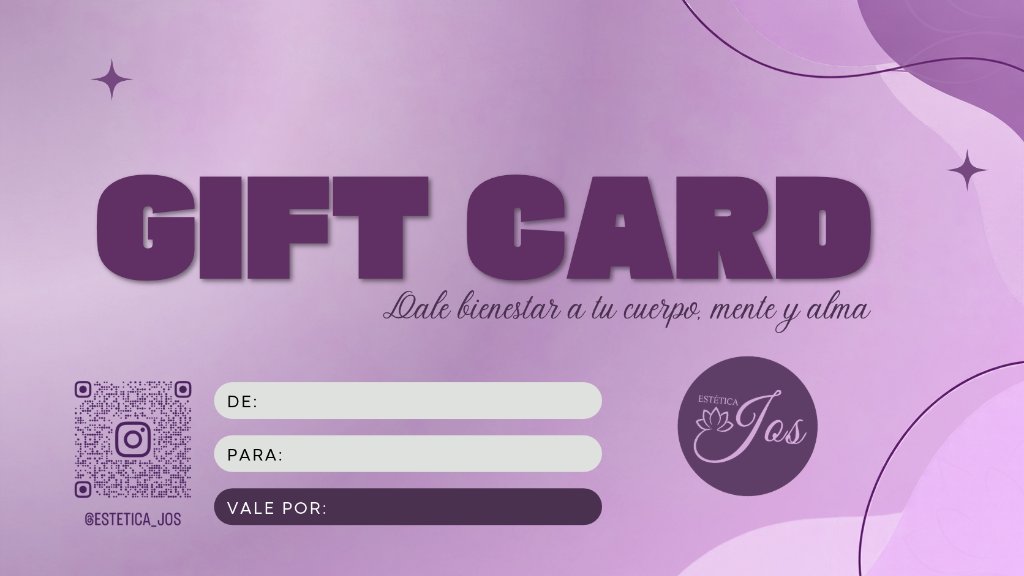 GIFT CARD
Dale bienestar a tu cuerpo, mente y alma
DE:
PARA:
VALE POR:
@ESTETICA_JOS
ESTÉTICA
Jos